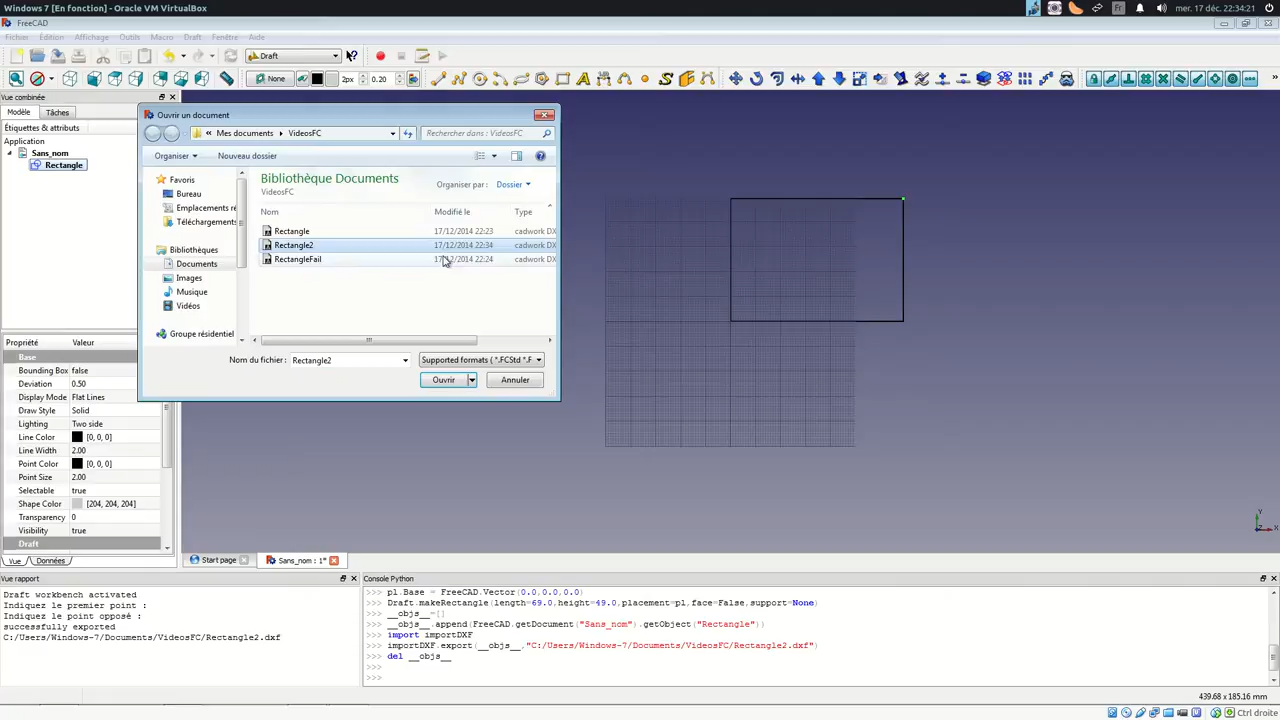 Windows 7 [En fonction] - Oracle VM VirtualBox
Fr
mer. 17 déc. 22:34:21
FreeCAD
Fichier Édition Affichage Outils Macro Draft Fenêtre Aide
Draft
None
2px
0.20
Vue combinée
Modèle Tâches
Étiquettes & attributs
Application
Sans_nom
Rectangle
Ouvrir un document
« Mes documents VideosFC
Rechercher dans : VideosFC
Organiser Nouveau dossier
Favoris
Bureau
Emplacements ré
Téléchargements
Bibliothèques
Documents
Images
Musique
Vidéos
Groupe résidentiel
Bibliothèque Documents
VideosFC
Organiser par : Dossier
Nom Modifié le Type
Rectangle 17/12/2014 22:23 cadwork DX
Rectangle2 17/12/2014 22:34 cadwork DX
RectangleFail 17/12/2014 22:24 cadwork DX
Nom du fichier : Rectangle2
Supported formats ( *.FCStd *.F
Ouvrir Annuler
Propriété Valeur
Base
Bounding Box false
Deviation 0.50
Display Mode Flat Lines
Draw Style Solid
Lighting Two side
Line Color [0, 0, 0]
Line Width 2.00
Point Color [0, 0, 0]
Point Size 2.00
Selectable true
Shape Color [204, 204, 204]
Transparency 0
Visibility true
Draft
Vue Données
Y
X
Start page Sans_nom : 1*
Vue rapport
Draft workbench activated
Indiquez le premier point :
Indiquez le point opposé :
successfully exported
C:/Users/Windows-7/Documents/VideosFC/Rectangle2.dxf
Console Python
>>> pl.Base = FreeCAD.Vector(0.0,0.0,0.0)
>>> Draft.makeRectangle(length=69.0,height=49.0,placement=pl,face=False,support=None)
>>> __objs__=[]
>>> __objs__.append(FreeCAD.getDocument("Sans_nom").getObject("Rectangle"))
>>> import importDXF
>>> importDXF.export(__objs__,"C:/Users/Windows-7/Documents/VideosFC/Rectangle2.dxf")
>>> del __objs__
>>>
>>>
439.68 x 185.16 mm
Ctrl droite